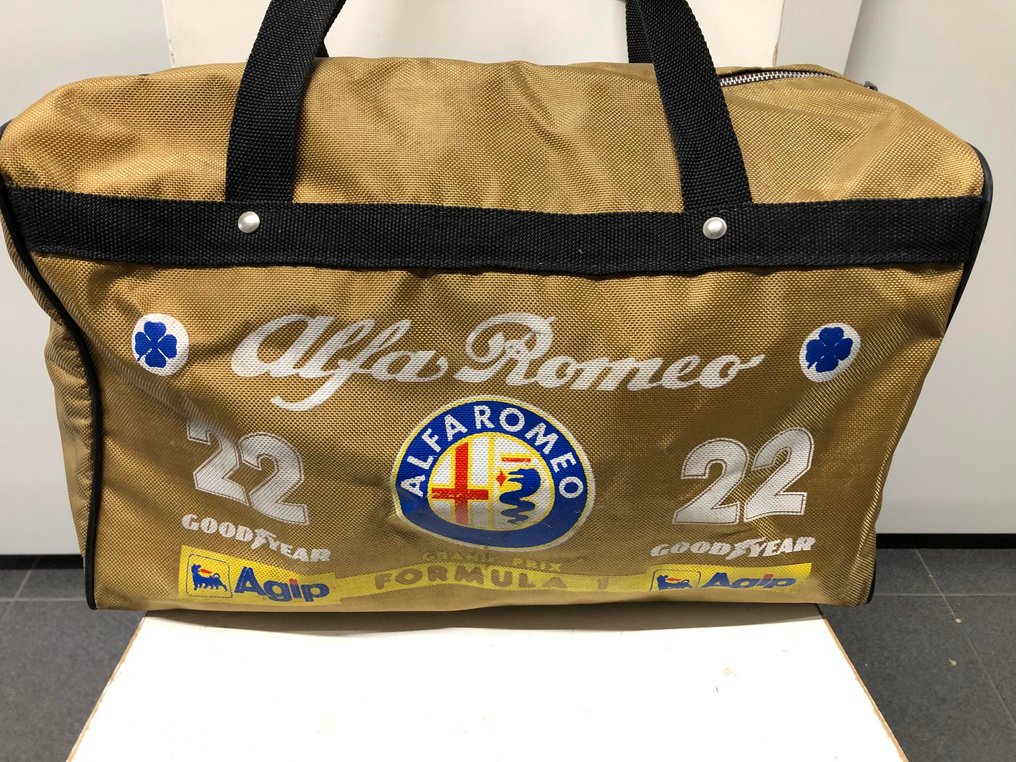 Alfa Romeo
ALFA ROMEO
22
22
GOODYEAR
GOODYEAR
GRAND PRIX
Agip
FORMULA 1
Agip